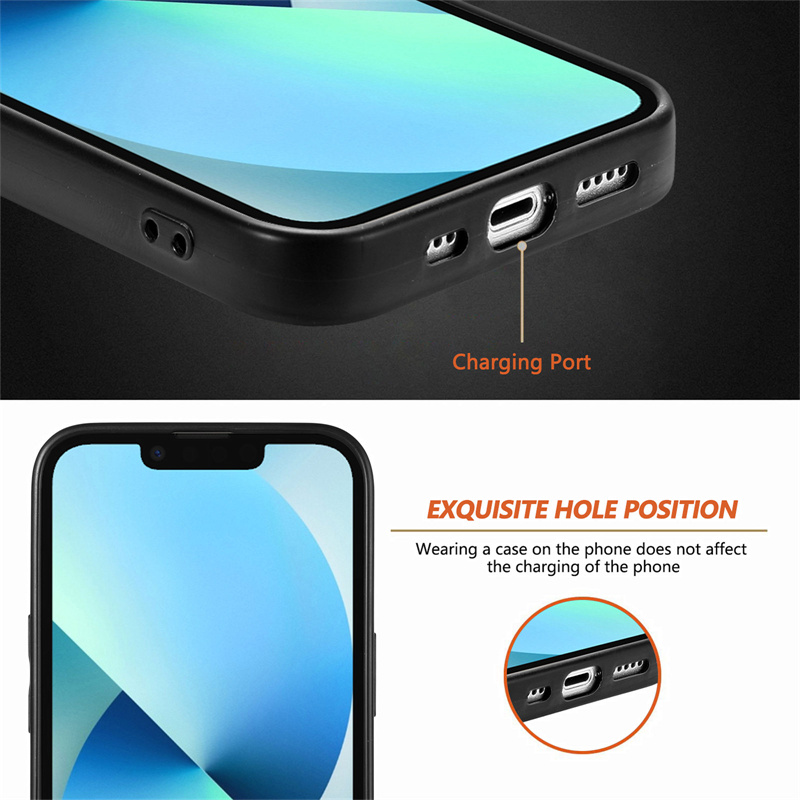 Charging Port
EXQUISITE HOLE POSITION
Wearing a case on the phone does not affect
the charging of the phone